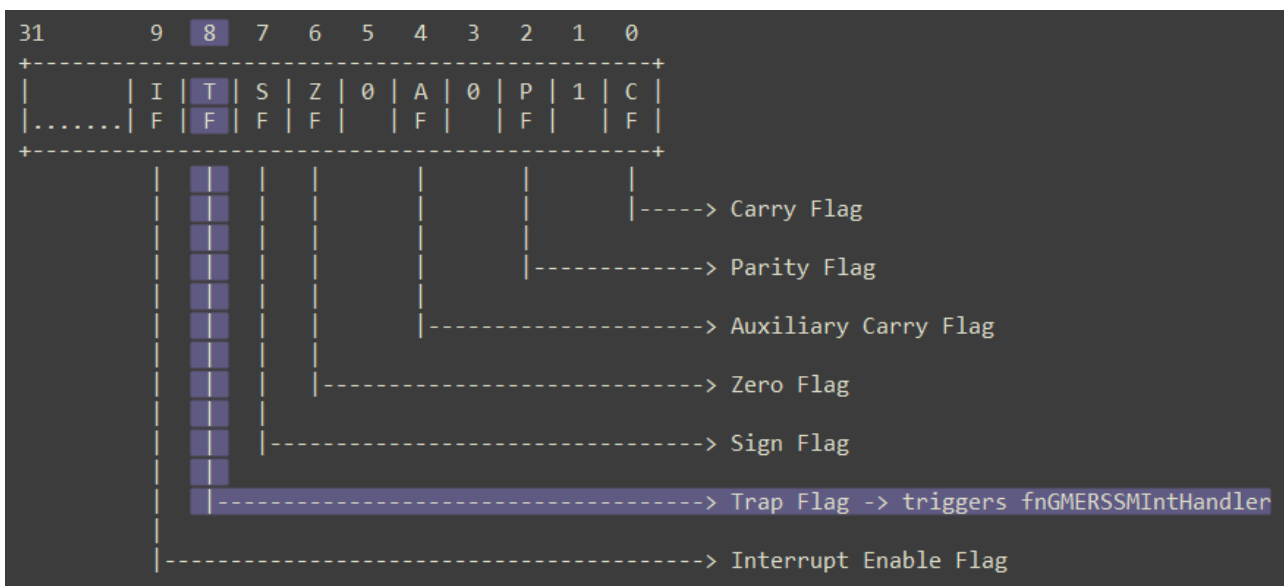 31 9 8 7 6 5 4 3 2 1 0
+-----------------------------------------------+
|       | I | T | S | Z | 0 | A | 0 | P | 1 | C |
|.......| F | F | F | F |   | F |   | F |   | F |
+-----------------------------------------------+
|-----> Carry Flag
|-------------> Parity Flag
|---------------------> Auxiliary Carry Flag
|-----------------------------> Zero Flag
|---------------------------------> Sign Flag
|-------------------------------------> Trap Flag -> triggers fnGMERSSMIntHandler
|-----------------------------------------> Interrupt Enable Flag